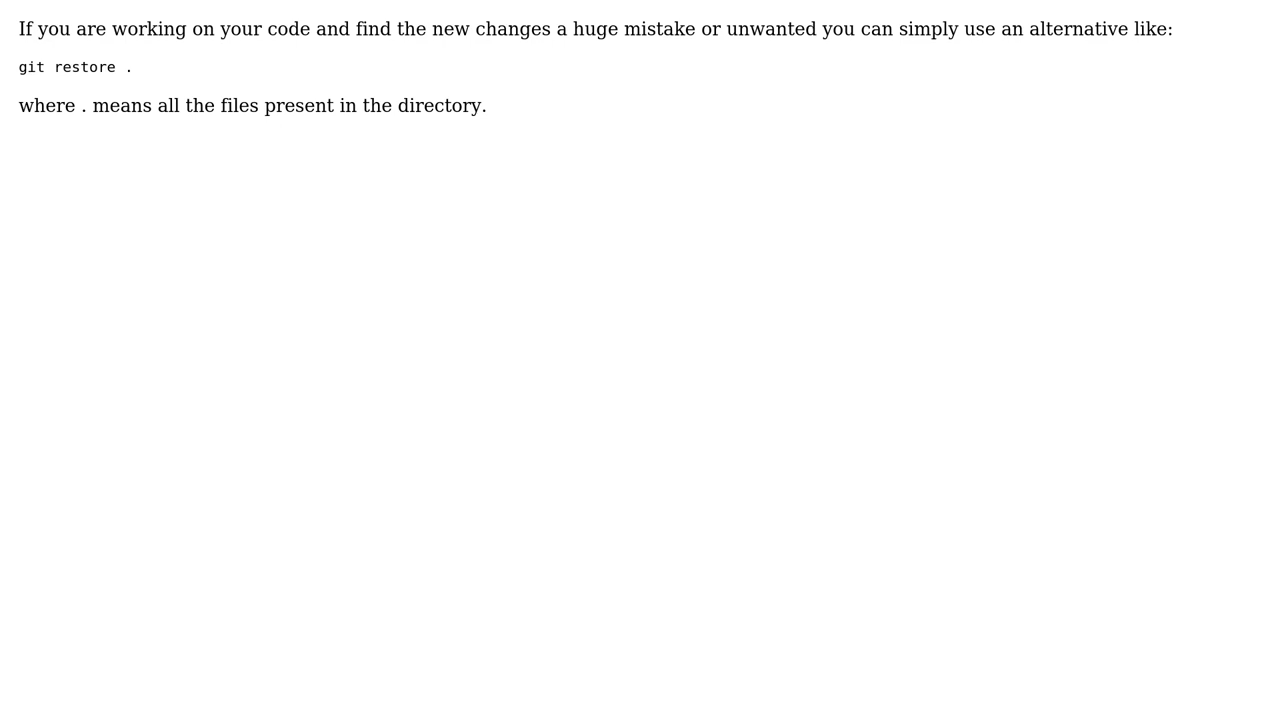 If you are working on your code and find the new changes a huge mistake or unwanted you can simply use an alternative like:
git restore .
where . means all the files present in the directory.